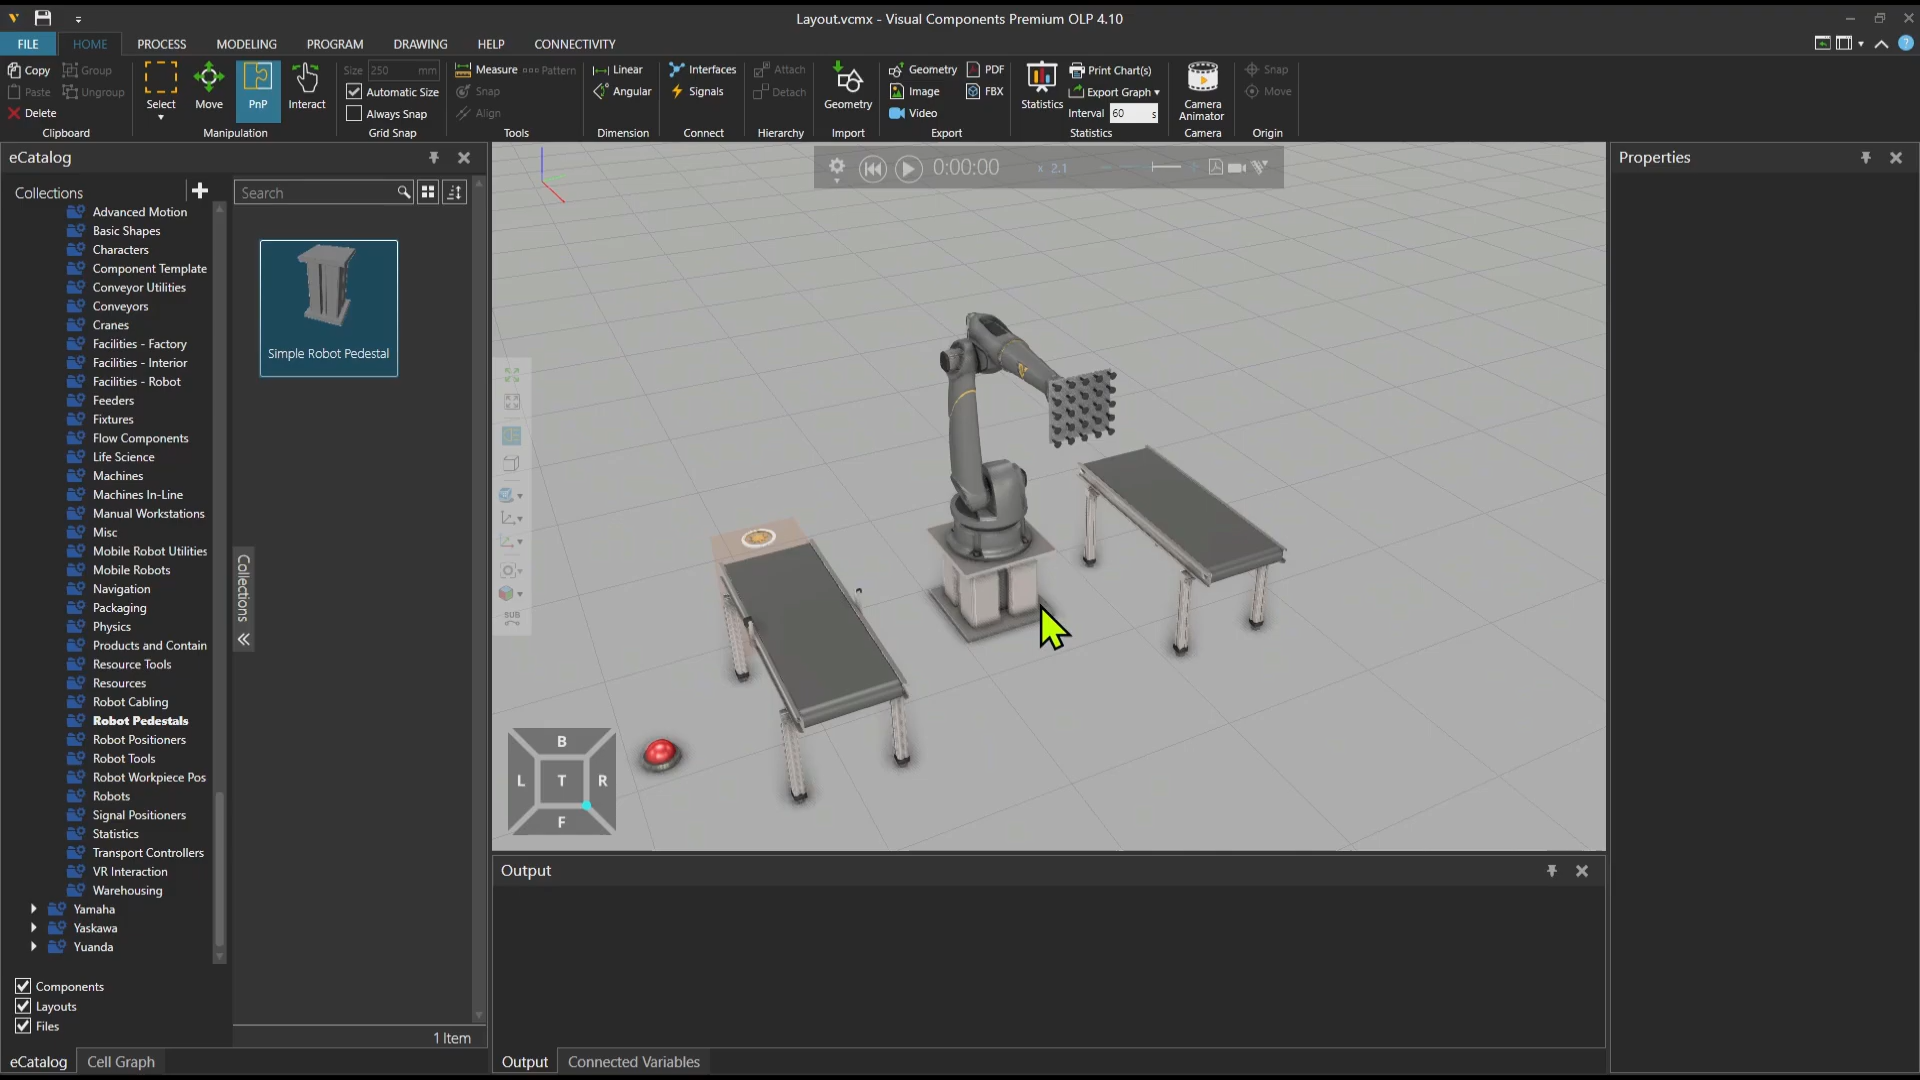 Layout.vcmx - Visual Components Premium OLP 4.10
FILE HOME PROCESS MODELING PROGRAM DRAWING HELP CONNECTIVITY
Copy Group
Paste Ungroup
Delete
Clipboard
Select Move PnP Interact
Manipulation
Size 250 mm
Automatic Size
Always Snap
Grid Snap
Measure Pattern
Snap
Align
Tools
Linear
Angular
Dimension
Interfaces
Signals
Connect
Attach
Detach
Hierarchy
Geometry
Import
Geometry PDF
Image FBX
Video
Export
Statistics
Print Chart(s)
Export Graph
Interval 60 s
Statistics
Camera Animator
Camera
Snap
Move
Origin
eCatalog
Collections
Search
Advanced Motion
Basic Shapes
Characters
Component Template
Conveyor Utilities
Conveyors
Cranes
Facilities - Factory
Facilities - Interior
Facilities - Robot
Feeders
Fixtures
Flow Components
Life Science
Machines
Machines In-Line
Manual Workstations
Misc
Mobile Robot Utilities
Mobile Robots
Navigation
Packaging
Physics
Products and Contain
Resource Tools
Resources
Robot Cabling
Robot Pedestals
Robot Positioners
Robot Tools
Robot Workpiece Pos
Robots
Signal Positioners
Statistics
Transport Controllers
VR Interaction
Warehousing
Yamaha
Yaskawa
Yuanda
Components
Layouts
Files
eCatalog Cell Graph
Simple Robot Pedestal
Collections
1 Item
0:00:00 x 2.1
SUB
B
L T R
F
Output
Output Connected Variables
Properties